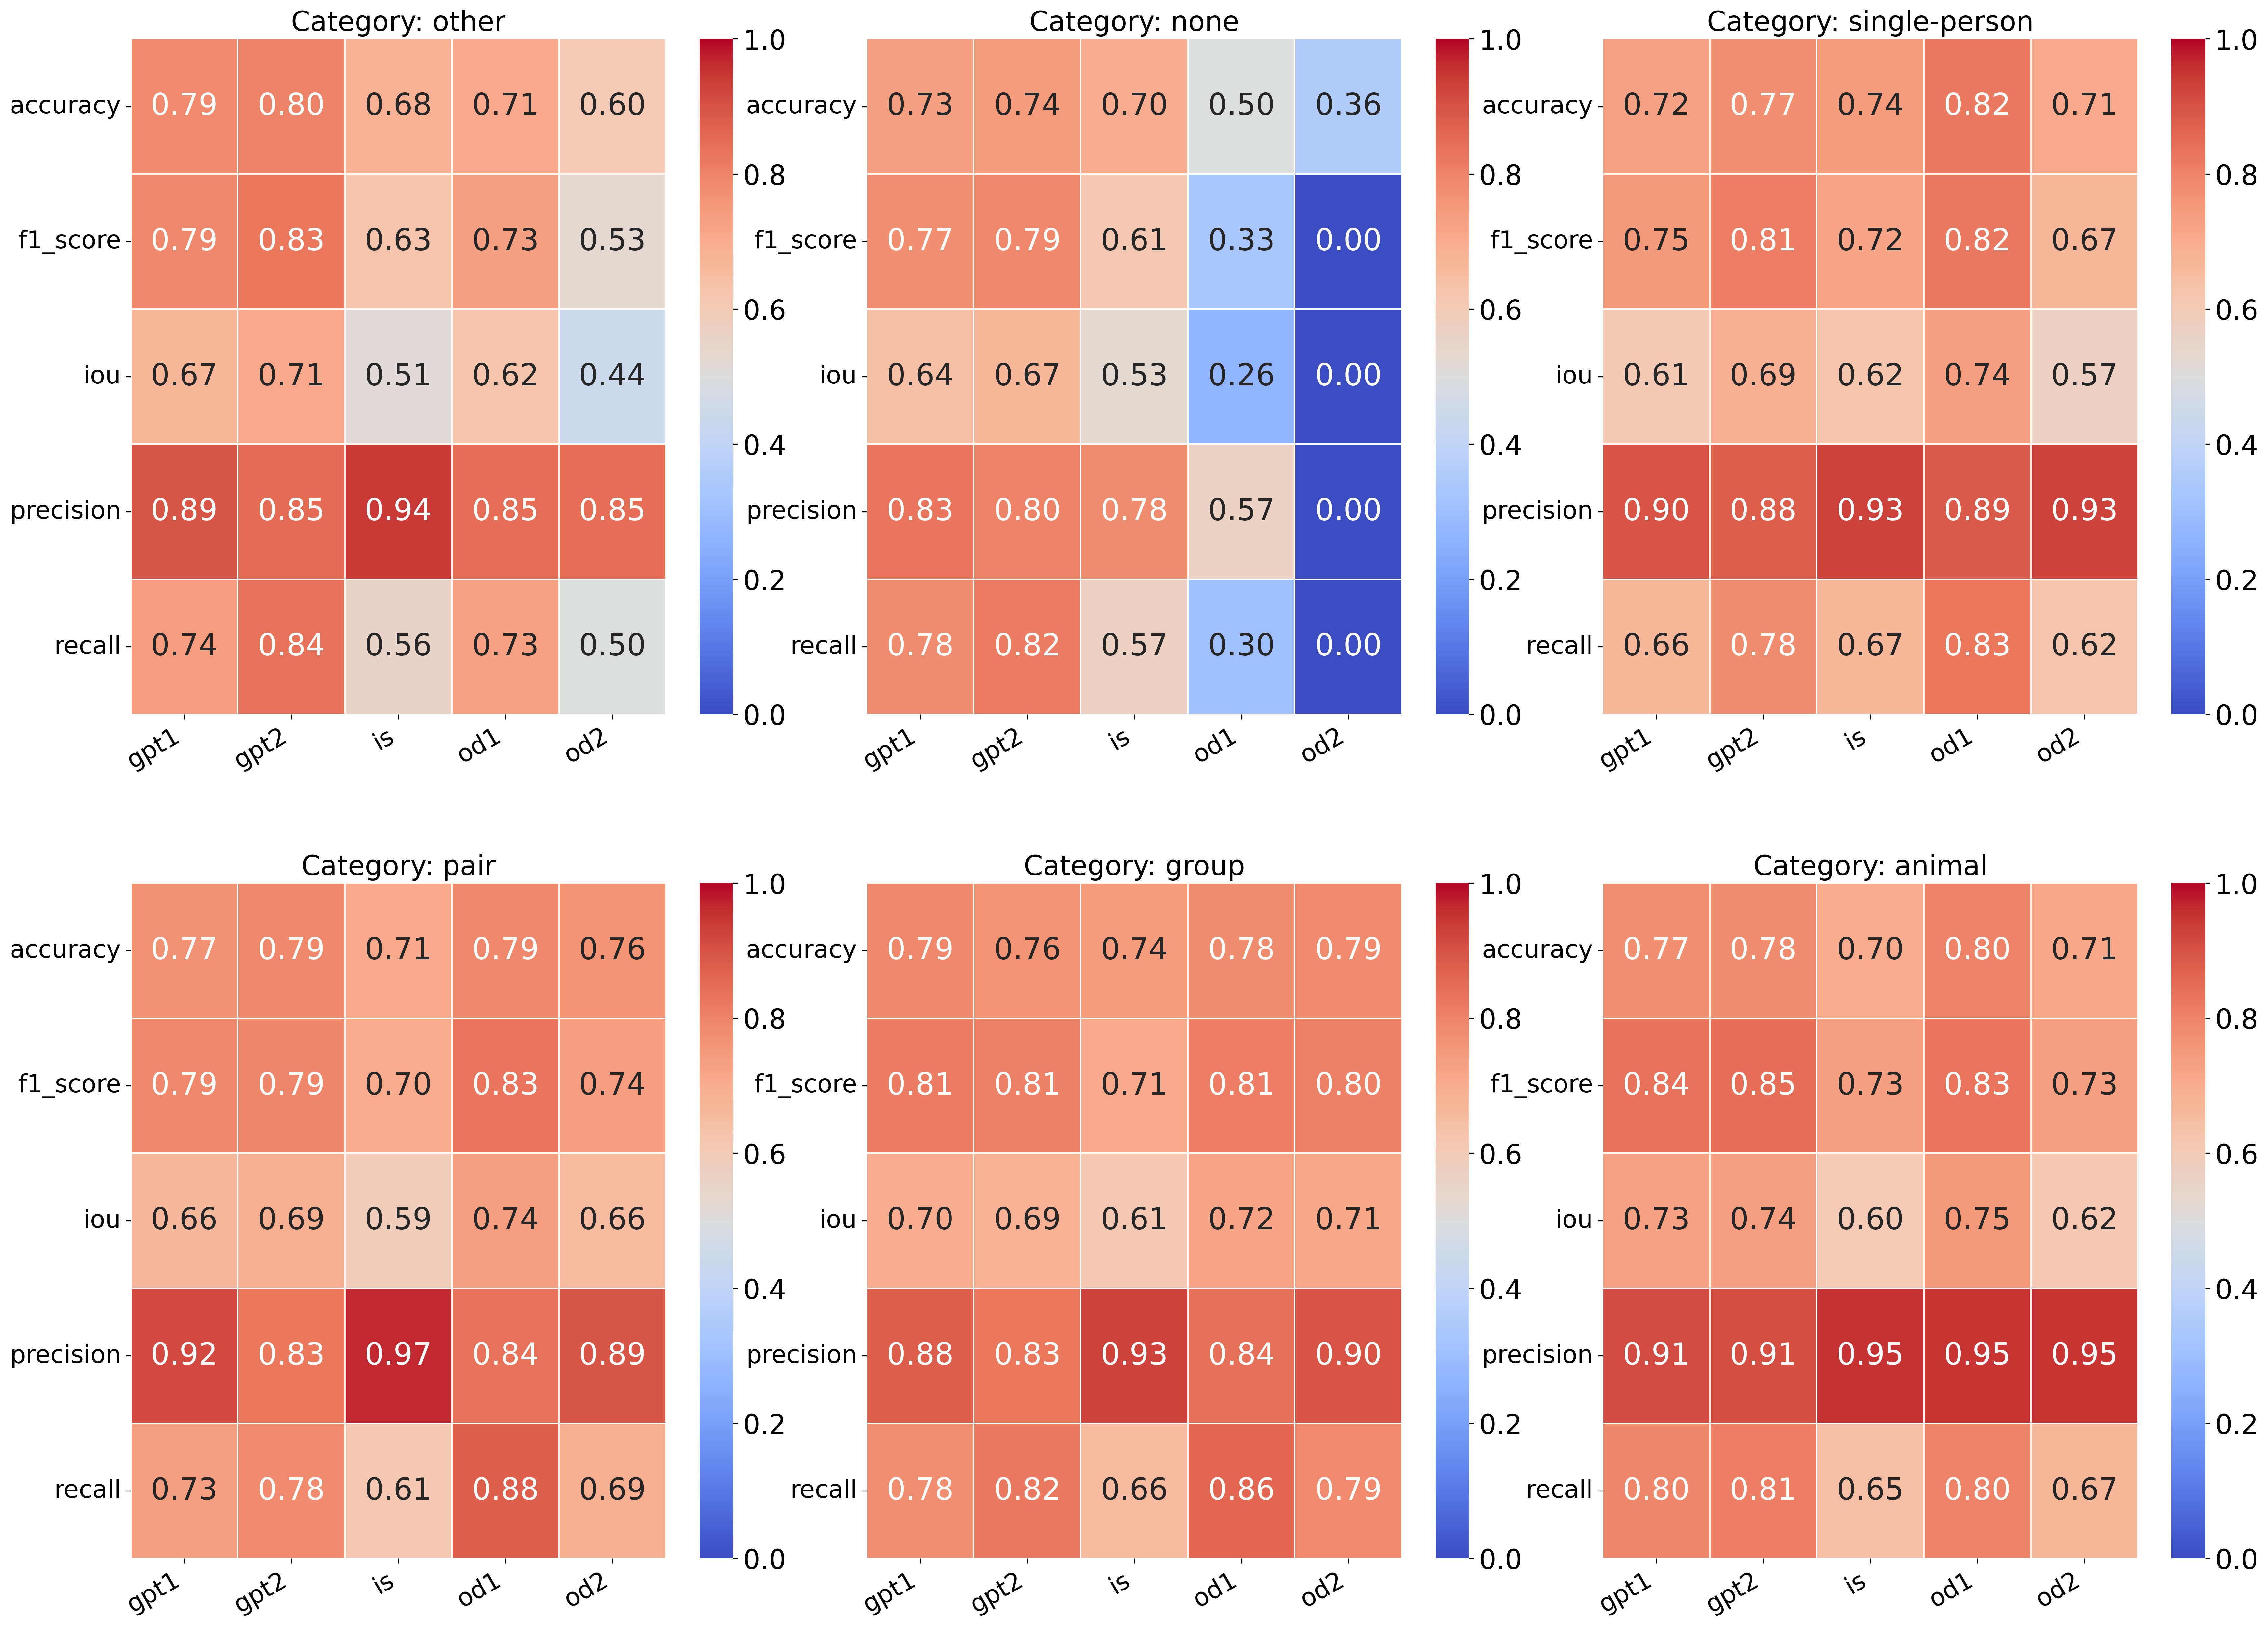 Category: other
accuracy 0.79 0.80 0.68 0.71 0.60
f1_score 0.79 0.83 0.63 0.73 0.53
iou 0.67 0.71 0.51 0.62 0.44
precision 0.89 0.85 0.94 0.85 0.85
recall 0.74 0.84 0.56 0.73 0.50
gpt1 gpt2 is od1 od2
1.0
0.8
0.6
0.4
0.2
0.0
Category: none
accuracy 0.73 0.74 0.70 0.50 0.36
f1_score 0.77 0.79 0.61 0.33 0.00
iou 0.64 0.67 0.53 0.26 0.00
precision 0.83 0.80 0.78 0.57 0.00
recall 0.78 0.82 0.57 0.30 0.00
gpt1 gpt2 is od1 od2
1.0
0.8
0.6
0.4
0.2
0.0
Category: single-person
accuracy 0.72 0.77 0.74 0.82 0.71
f1_score 0.75 0.81 0.72 0.82 0.67
iou 0.61 0.69 0.62 0.74 0.57
precision 0.90 0.88 0.93 0.89 0.93
recall 0.66 0.78 0.67 0.83 0.62
gpt1 gpt2 is od1 od2
1.0
0.8
0.6
0.4
0.2
0.0
Category: pair
accuracy 0.77 0.79 0.71 0.79 0.76
f1_score 0.79 0.79 0.70 0.83 0.74
iou 0.66 0.69 0.59 0.74 0.66
precision 0.92 0.83 0.97 0.84 0.89
recall 0.73 0.78 0.61 0.88 0.69
gpt1 gpt2 is od1 od2
1.0
0.8
0.6
0.4
0.2
0.0
Category: group
accuracy 0.79 0.76 0.74 0.78 0.79
f1_score 0.81 0.81 0.71 0.81 0.80
iou 0.70 0.69 0.61 0.72 0.71
precision 0.88 0.83 0.93 0.84 0.90
recall 0.78 0.82 0.66 0.86 0.79
gpt1 gpt2 is od1 od2
1.0
0.8
0.6
0.4
0.2
0.0
Category: animal
accuracy 0.77 0.78 0.70 0.80 0.71
f1_score 0.84 0.85 0.73 0.83 0.73
iou 0.73 0.74 0.60 0.75 0.62
precision 0.91 0.91 0.95 0.95 0.95
recall 0.80 0.81 0.65 0.80 0.67
gpt1 gpt2 is od1 od2
1.0
0.8
0.6
0.4
0.2
0.0